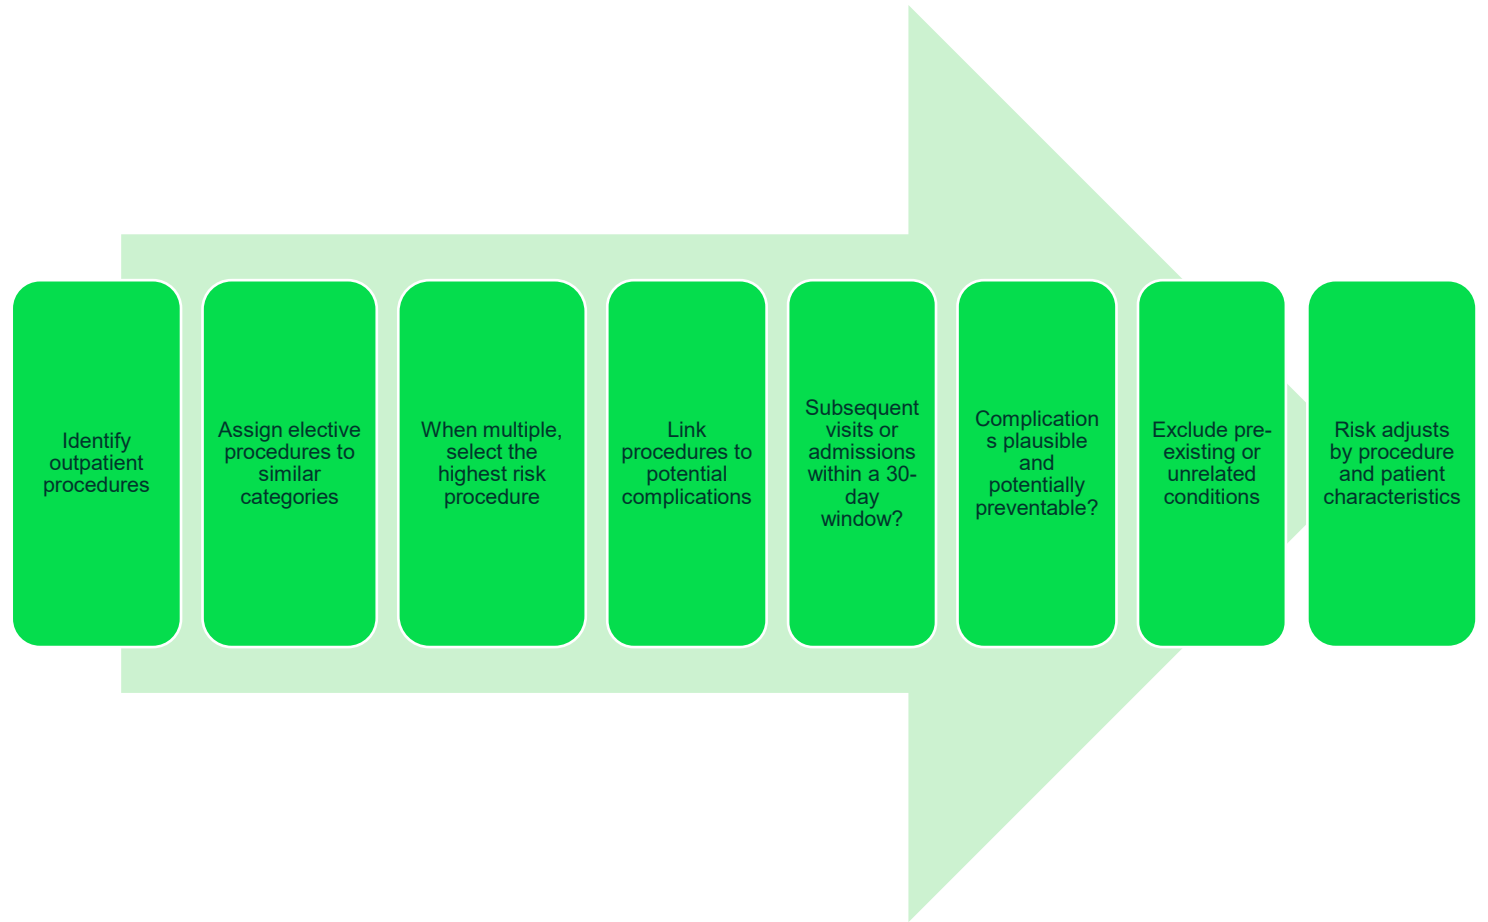 Identify
outpatient
procedures
Assign elective
procedures to
similar
categories
When multiple,
select the
highest risk
procedure
Link
procedures to
potential
complications
Subsequent
visits or
admissions
within a 30-
day
window?
Complication
s plausible
and
potentially
preventable?
Exclude pre-
existing or
unrelated
conditions
Risk adjusts
by procedure
and patient
characteristics